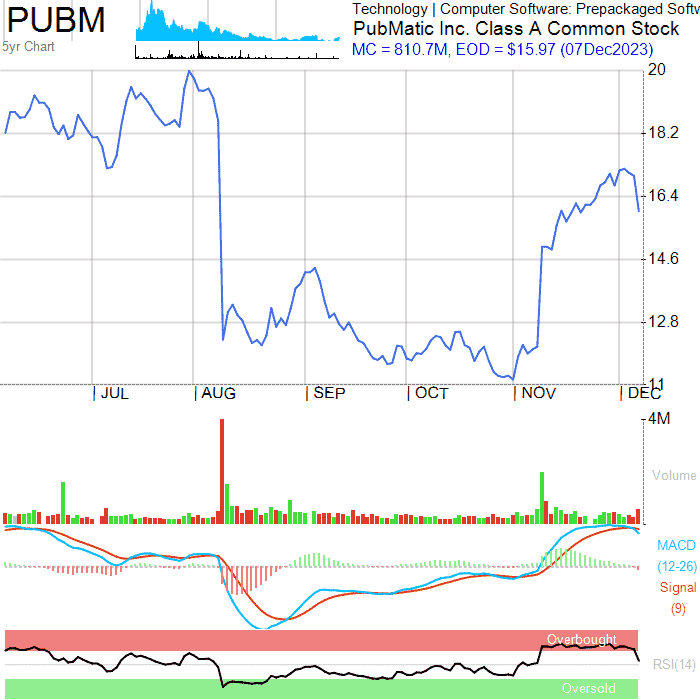 PUBM
5yr Chart
Technology | Computer Software: Prepackaged Softw
PubMatic Inc. Class A Common Stock
MC = 810.7M, EOD = $15.97 (07Dec2023)
20
18.2
16.4
14.6
12.8
11
JUL
AUG
SEP
OCT
NOV
DEC
4M
Volume
MACD
(12-26)
Signal
(9)
Overbought
RSI(14)
Oversold